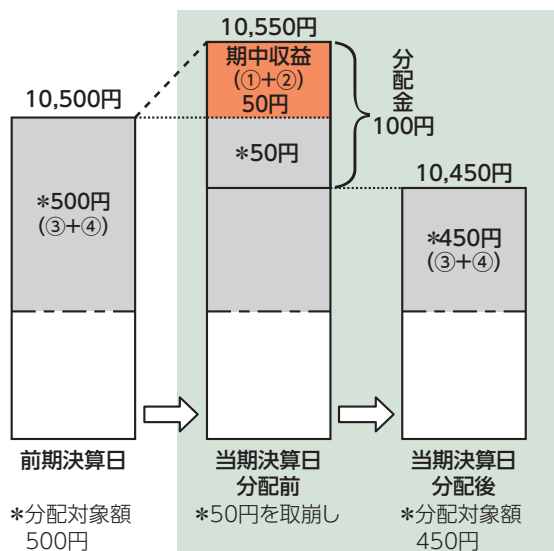 10,550円
期中収益
(①+②)
50円
分配金
100円
10,500円
*50円
*500円
(③+④)
10,450円
*450円
(③+④)
前期決算日
当期決算日
分配前
当期決算日
分配後
*分配対象額
500円
*50円を取崩し
*分配対象額
450円